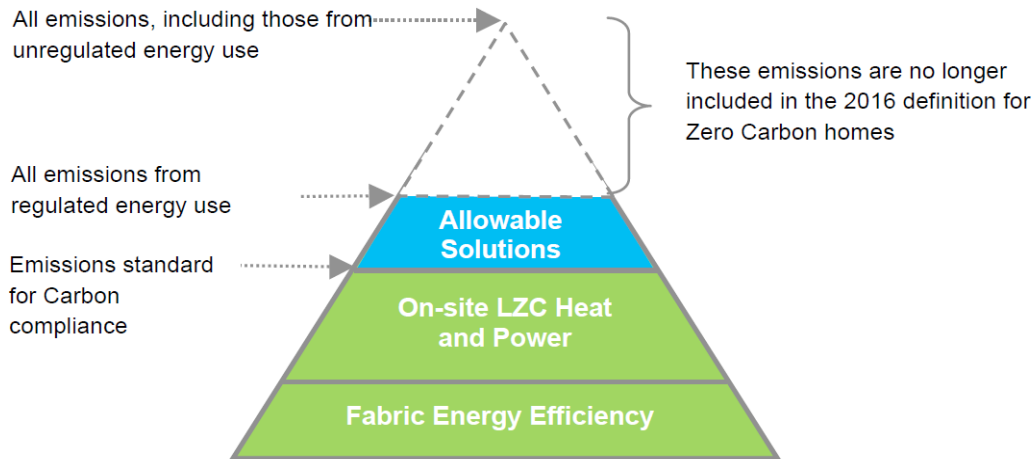 All emissions, including those from
unregulated energy use
These emissions are no longer
included in the 2016 definition for
Zero Carbon homes
All emissions from
regulated energy use
Allowable
Solutions
Emissions standard
for Carbon
compliance
On-site LZC Heat
and Power
Fabric Energy Efficiency